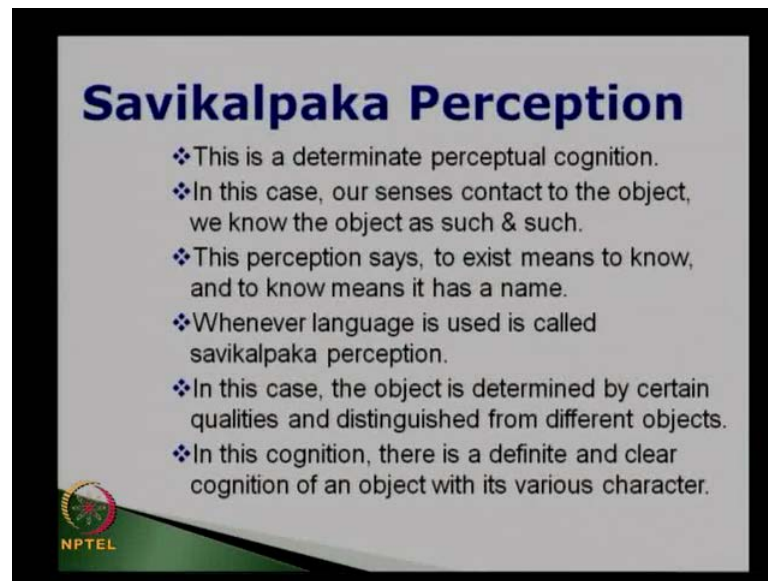 Savikalpaka Perception
❖This is a determinate perceptual cognition.
❖In this case, our senses contact to the object,
we know the object as such & such.
❖This perception says, to exist means to know,
and to know means it has a name.
❖Whenever language is used is called
savikalpaka perception.
❖In this case, the object is determined by certain
qualities and distinguished from different objects.
❖In this cognition, there is a definite and clear
cognition of an object with its various character.
NPTEL